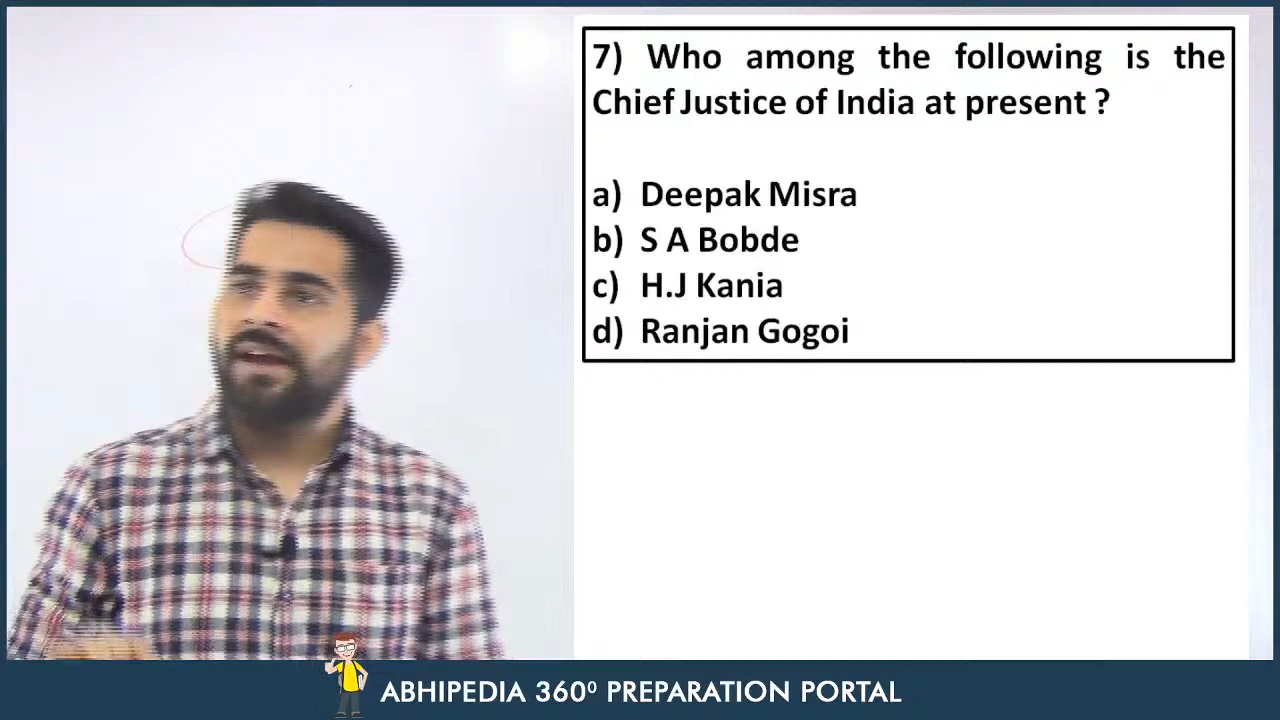 7) Who among the following is the
Chief Justice of India at present ?
a) Deepak Misra
b) S A Bobde
c) H.J Kania
d) Ranjan Gogoi
ABHIPEDIA 360⁰ PREPARATION PORTAL